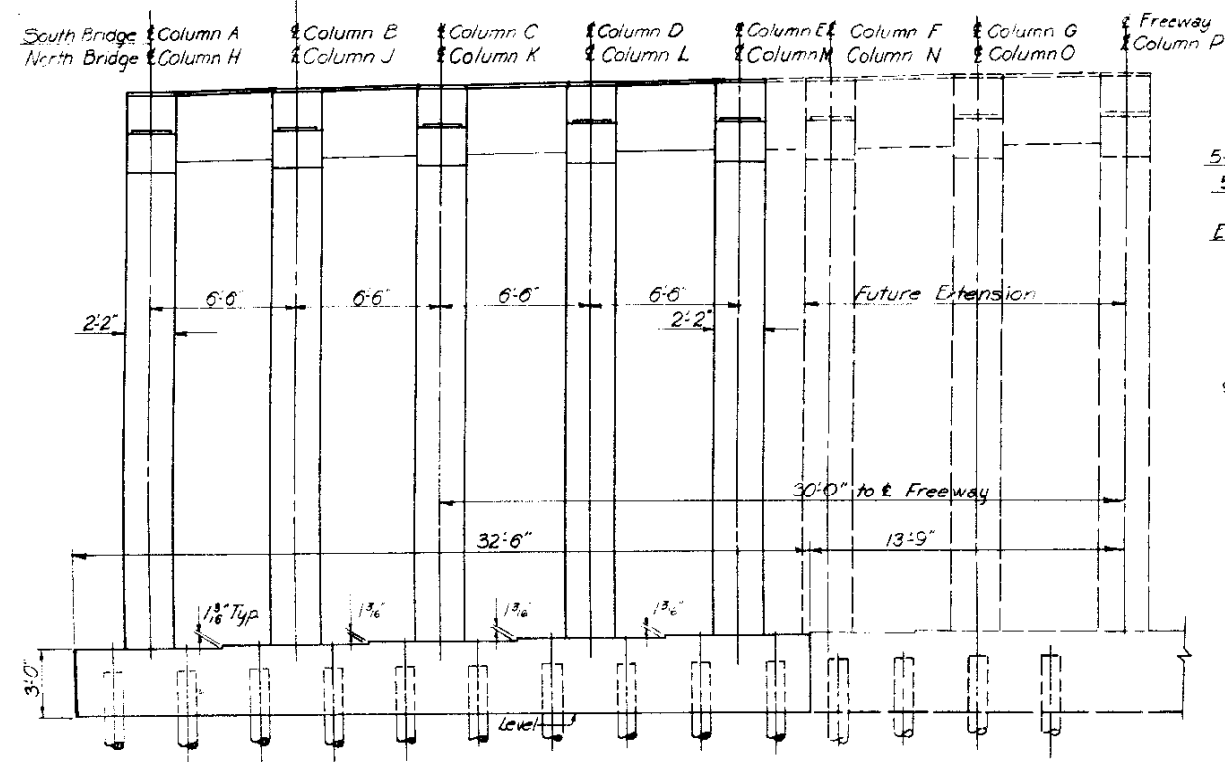 South Bridge ℄ Column A ℄ Column B ℄ Column C ℄ Column D ℄ Column E ℄ Column F ℄ Column G ℄ Freeway
North Bridge ℄ Column H ℄ Column J ℄ Column K ℄ Column L ℄ Column M Column N ℄ Column O ℄ Column P
5
5
E
6'-6" 6'-6" 6'-6" 6'-6" Future Extension
2'-2" 2'-2"
30'-0" to ℄ Freeway
32'-6" 13'-9"
1 3/16" Typ. 1 3/16" 1 3/16" 1 3/16"
3'-0"
Level